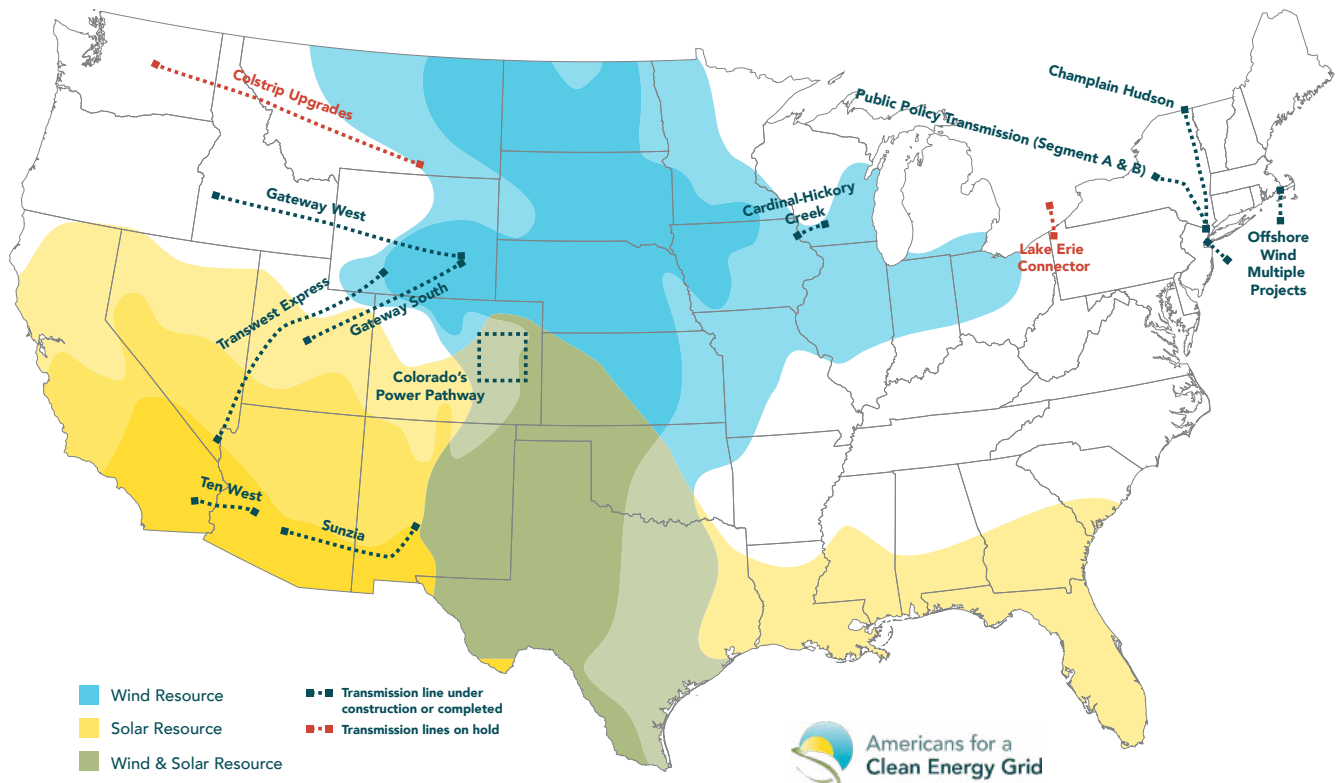 Colstrip Upgrades
Champlain Hudson
Public Policy Transmission (Segment A & B)
Gateway West
Cardinal-Hickory
Creek
Lake Erie
Connector
Offshore
Wind
Multiple
Projects
Transwest Express
Gateway South
Colorado's
Power Pathway
Ten West
Sunzia
Wind Resource
Solar Resource
Wind & Solar Resource
Transmission line under
construction or completed
Transmission lines on hold
Americans for a
Clean Energy Grid